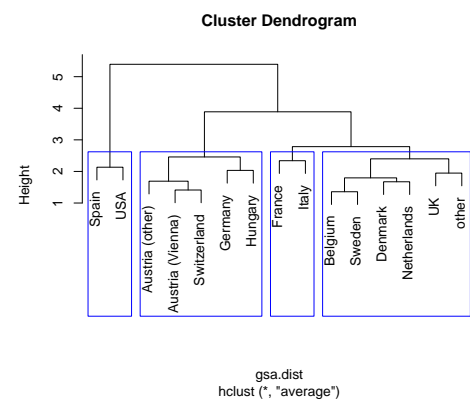 Cluster Dendrogram
Height
5
4
3
2
1
Spain
USA
Austria (other)
Austria (Vienna)
Switzerland
Germany
Hungary
France
Italy
Belgium
Sweden
Denmark
Netherlands
UK
other
gsa.dist
hclust (*, "average")